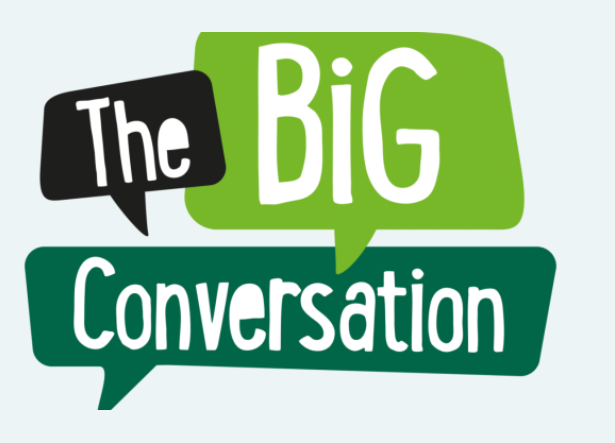 The BiG
Conversation